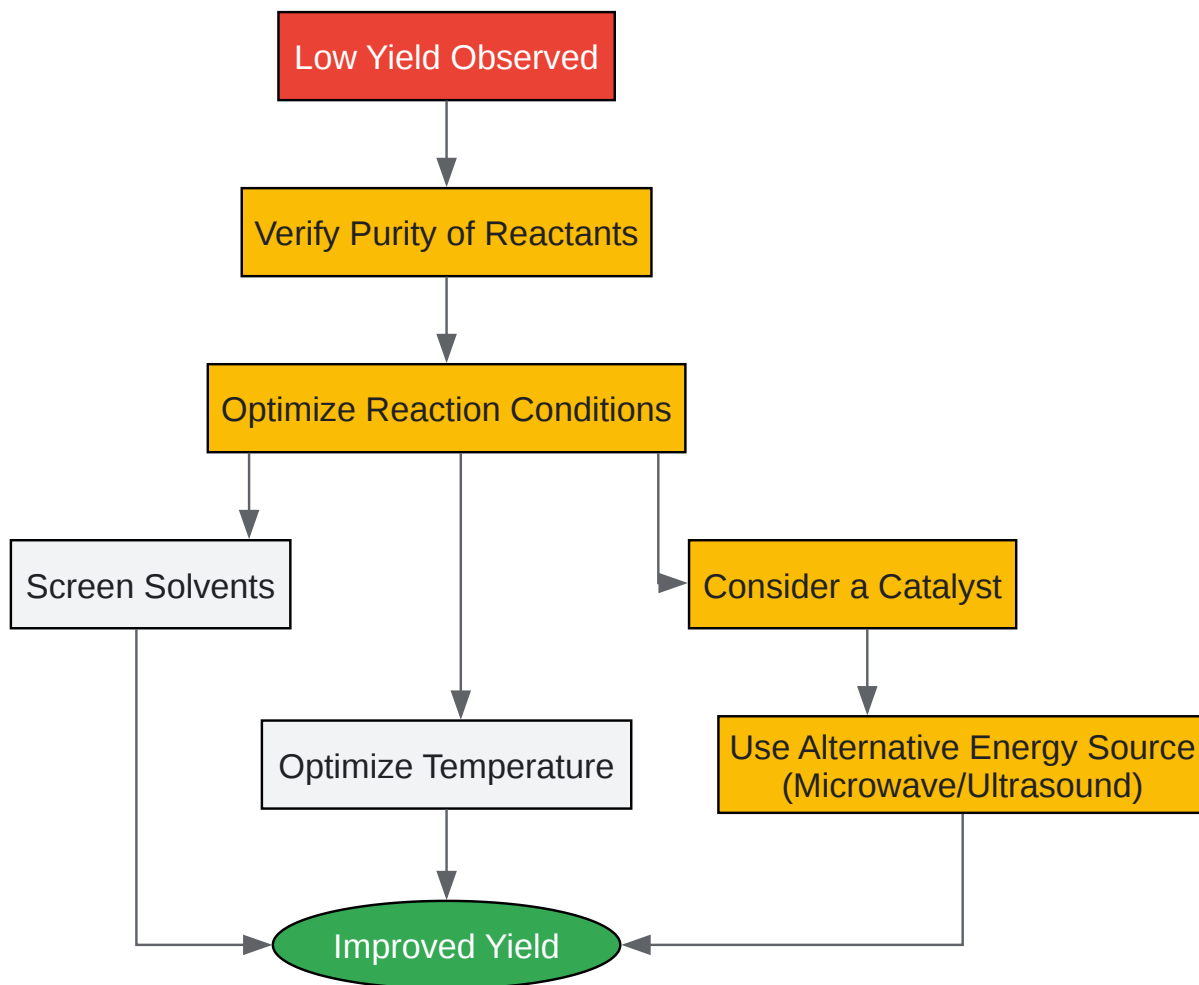 Low Yield Observed
Verify Purity of Reactants
Optimize Reaction Conditions
Screen Solvents
Consider a Catalyst
Optimize Temperature
Use Alternative Energy Source
(Microwave/Ultrasound)
Improved Yield